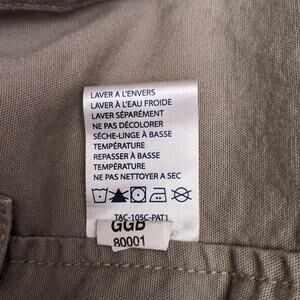 LAVER A L'ENVERS
LAVER À L'EAU FROIDE
LAVER SÉPARÉMENT
NE PAS DÉCOLORER
SÈCHE-LINGE À BASSE
TEMPÉRATURE
REPASSER À BASSE
TEMPÉRATURE
NE PAS NETTOYER A SEC
TAC-105C-PAT1
GGB
80001